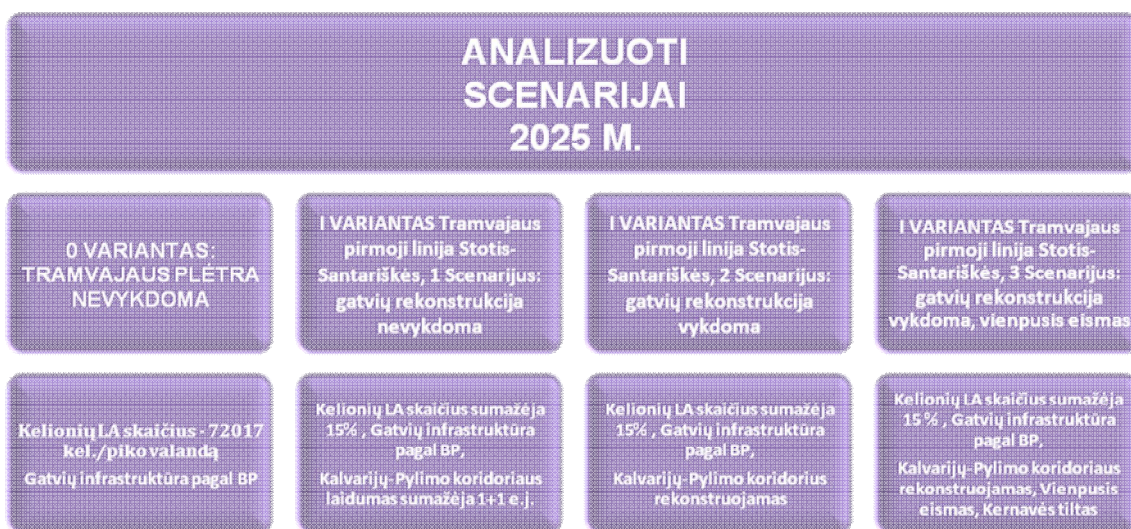 ANALIZUOTI
SCENARIJAI
2025 M.
0 VARIANTAS:
TRAMVAJAUS PLĖTRA
NEVYKDOMA
I VARIANTAS Tramvajaus
pirmoji linija Stotis-
Santariškės, 1 Scenarijus:
gatvių rekonstrukcija
nevykdoma
I VARIANTAS Tramvajaus
pirmoji linija Stotis-
Santariškės, 2 Scenarijus:
gatvių rekonstrukcija
vykdoma
I VARIANTAS Tramvajaus
pirmoji linija Stotis-
Santariškės, 3 Scenarijus:
gatvių rekonstrukcija
vykdoma, vienpusis eismas
Kelionių LA skaičius - 72017
kel./piko valandą
Gatvių infrastruktūra pagal BP
Kelionių LA skaičius sumažėja
15% , Gatvių infrastruktūra
pagal BP,
Kalvarijų-Pylimo koridoriaus
laidumas sumažėja 1+1 e.j.
Kelionių LA skaičius sumažėja
15% , Gatvių infrastruktūra
pagal BP,
Kalvarijų-Pylimo koridorius
rekonstruojamas
Kelionių LA skaičius sumažėja
15 % , Gatvių infrastruktūra
pagal BP,
Kalvarijų-Pylimo koridoriaus
rekonstruojamas, Vienpusis
eismas, Kernavės tiltas